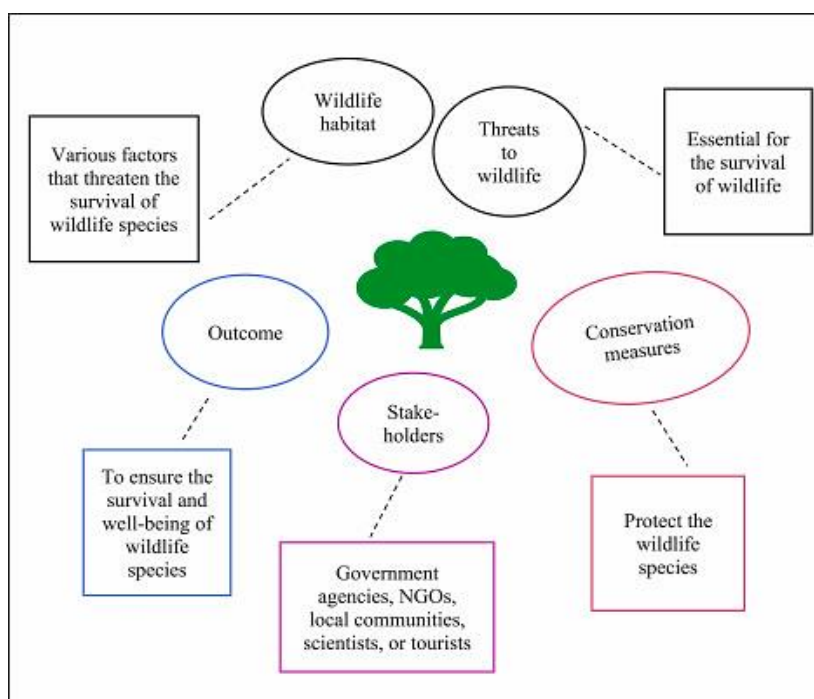 Wildlife
habitat
Threats
to
wildlife
Various factors
that threaten the
survival of
wildlife species
Essential for
the survival
of wildlife
Outcome
Conservation
measures
Stake-
holders
To ensure the
survival and
well-being of
wildlife
species
Protect the
wildlife
species
Government
agencies, NGOs,
local communities,
scientists, or tourists